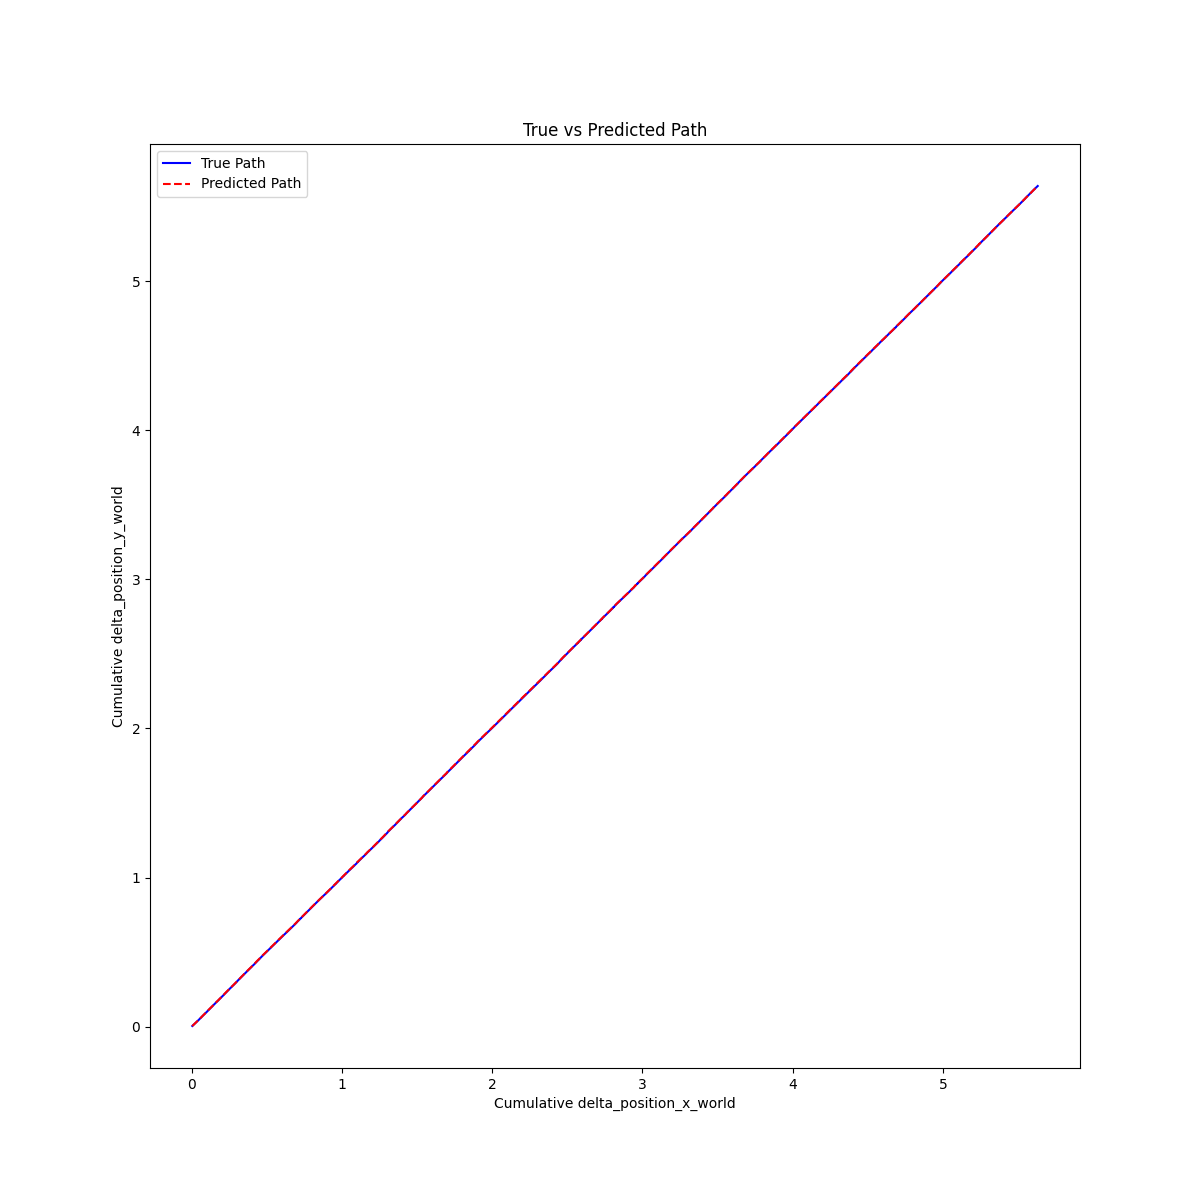 True vs Predicted Path
True Path
Predicted Path
Cumulative delta_position_y_world
5
4
3
2
1
0
0 1 2 3 4 5
Cumulative delta_position_x_world